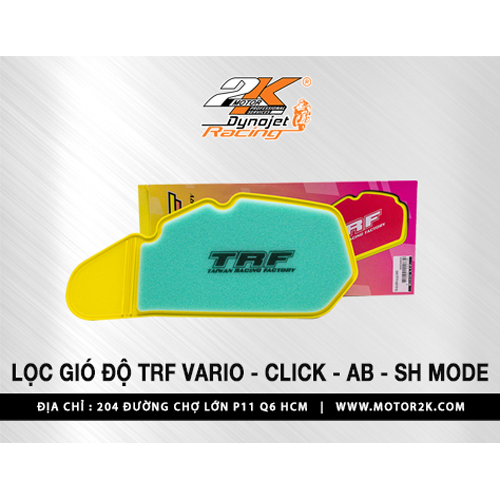 2K
MOTOR
PROFESSIONAL
SERVICES
®
Dynojet
Racing
TRF
TAIWAN RACING FACTORY
TRF
LỌC GIÓ ĐỘ TRF VARIO - CLICK - AB - SH MODE
ĐỊA CHỈ : 204 ĐƯỜNG CHỢ LỚN P11 Q6 HCM | WWW.MOTOR2K.COM